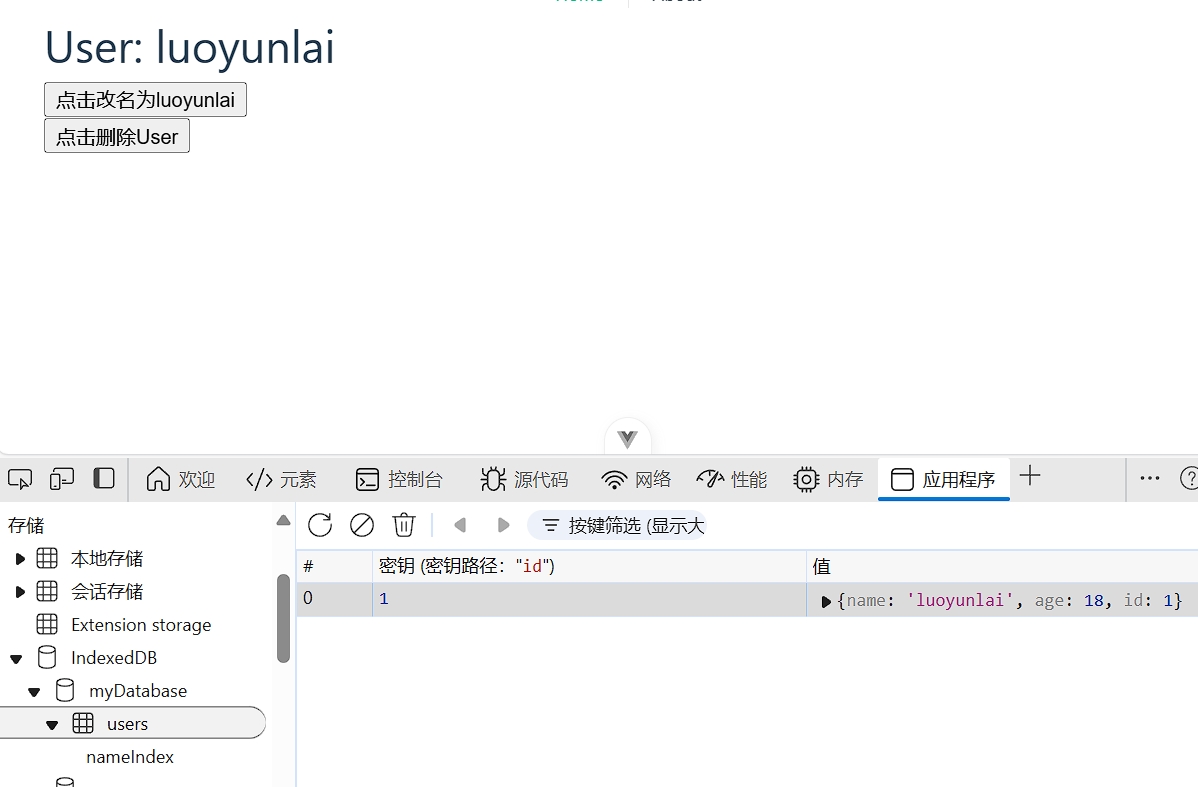 Home About
User: luoyunlai
点击改名为luoyunlai
点击删除User
欢迎 元素 控制台 源代码 网络 性能 内存 应用程序
存储
按键筛选 (显示大
本地存储
会话存储
Extension storage
IndexedDB
myDatabase
users
nameIndex
# 密钥 (密钥路径："id") 值
0 1 {name: 'luoyunlai', age: 18, id: 1}